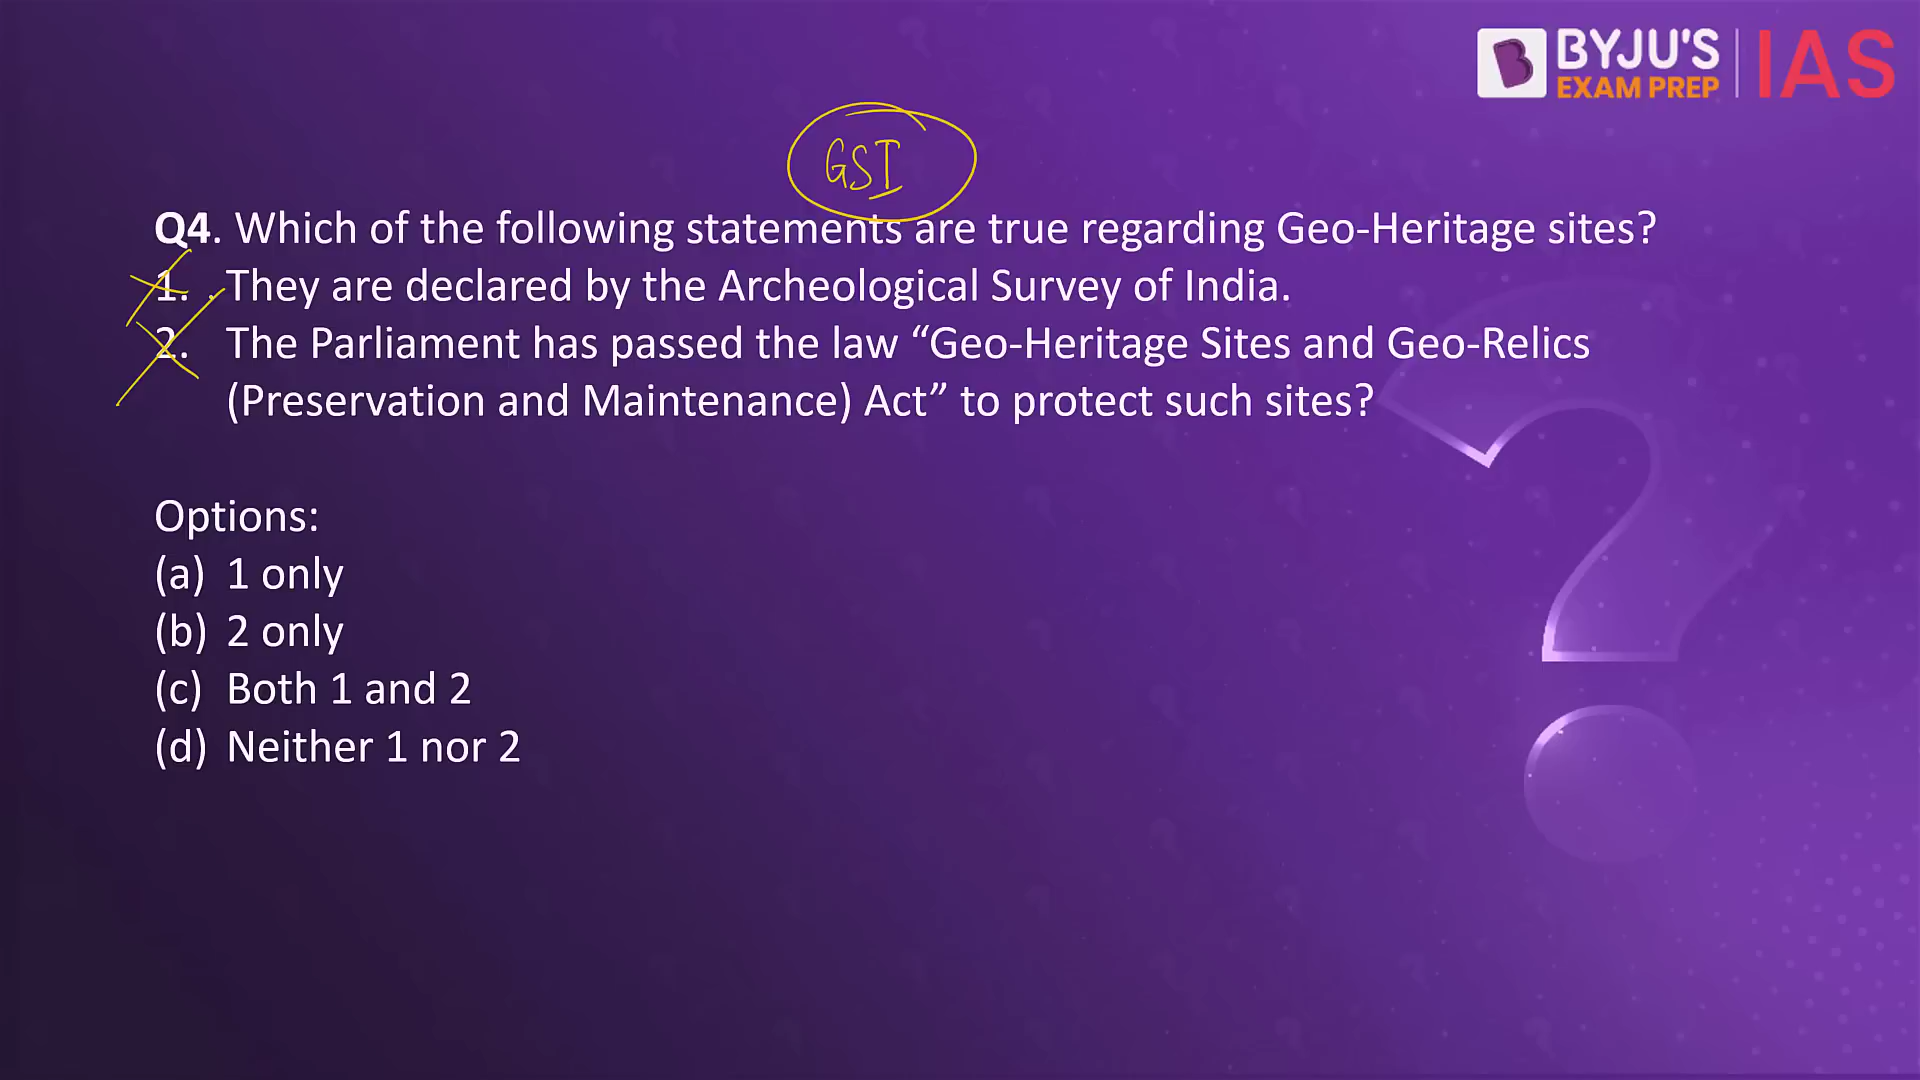 BYJU'S
EXAM PREP
IAS
GSI
Q4. Which of the following statements are true regarding Geo-Heritage sites?
1. They are declared by the Archeological Survey of India.
2. The Parliament has passed the law “Geo-Heritage Sites and Geo-Relics
(Preservation and Maintenance) Act” to protect such sites?
Options:
(a) 1 only
(b) 2 only
(c) Both 1 and 2
(d) Neither 1 nor 2